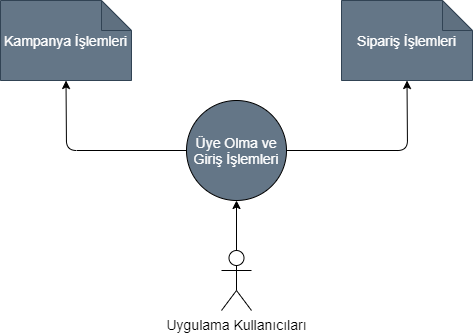 Kampanya İşlemleri
Sipariş İşlemleri
Üye Olma ve
Giriş İşlemleri
Uygulama Kullanıcıları